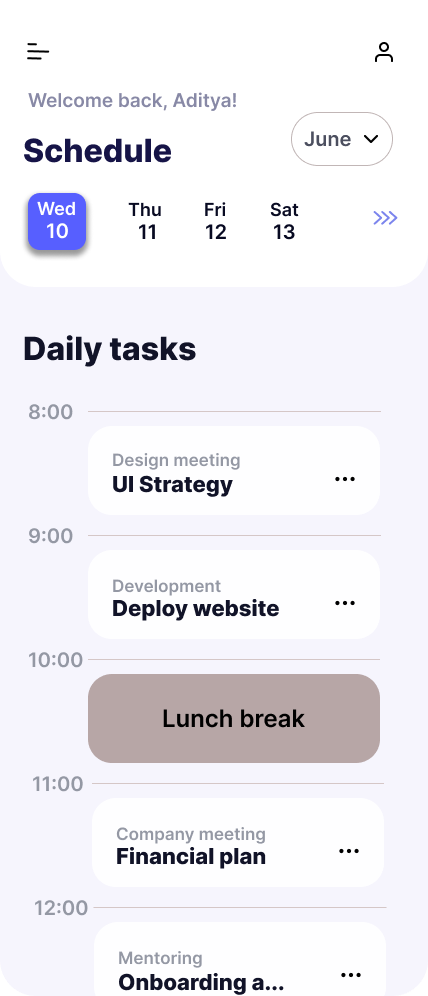 Welcome back, Aditya!
Schedule
June
Wed Thu Fri Sat
10 11 12 13
Daily tasks
8:00
Design meeting
UI Strategy
9:00
Development
Deploy website
10:00
Lunch break
11:00
Company meeting
Financial plan
12:00
Mentoring
Onboarding a...